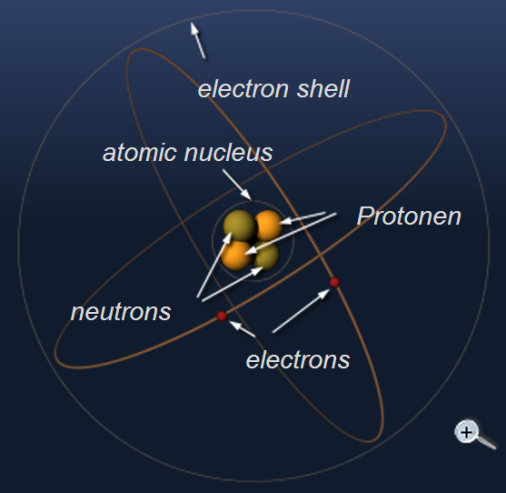 electron shell
atomic nucleus
Protonen
neutrons
electrons